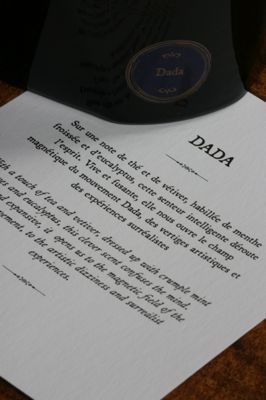 Dada
DADA
Sur une note de thé et de vétiver, habillée de menthe
froissée et d'eucalyptus, cette senteur intelligente déroute
l'esprit. Vive et fusante, elle nous ouvre le champ
magnétique du mouvement Dada, des vertiges artistiques et
des expériences surréalistes
a touch of tea and vetiver, dressed up with crumple mint
and eucalyptus, this clever scent confuses the mind.
and expansive, it opens us to the magnetic field of the
to the artistic dizziness and surrealist
experiences.